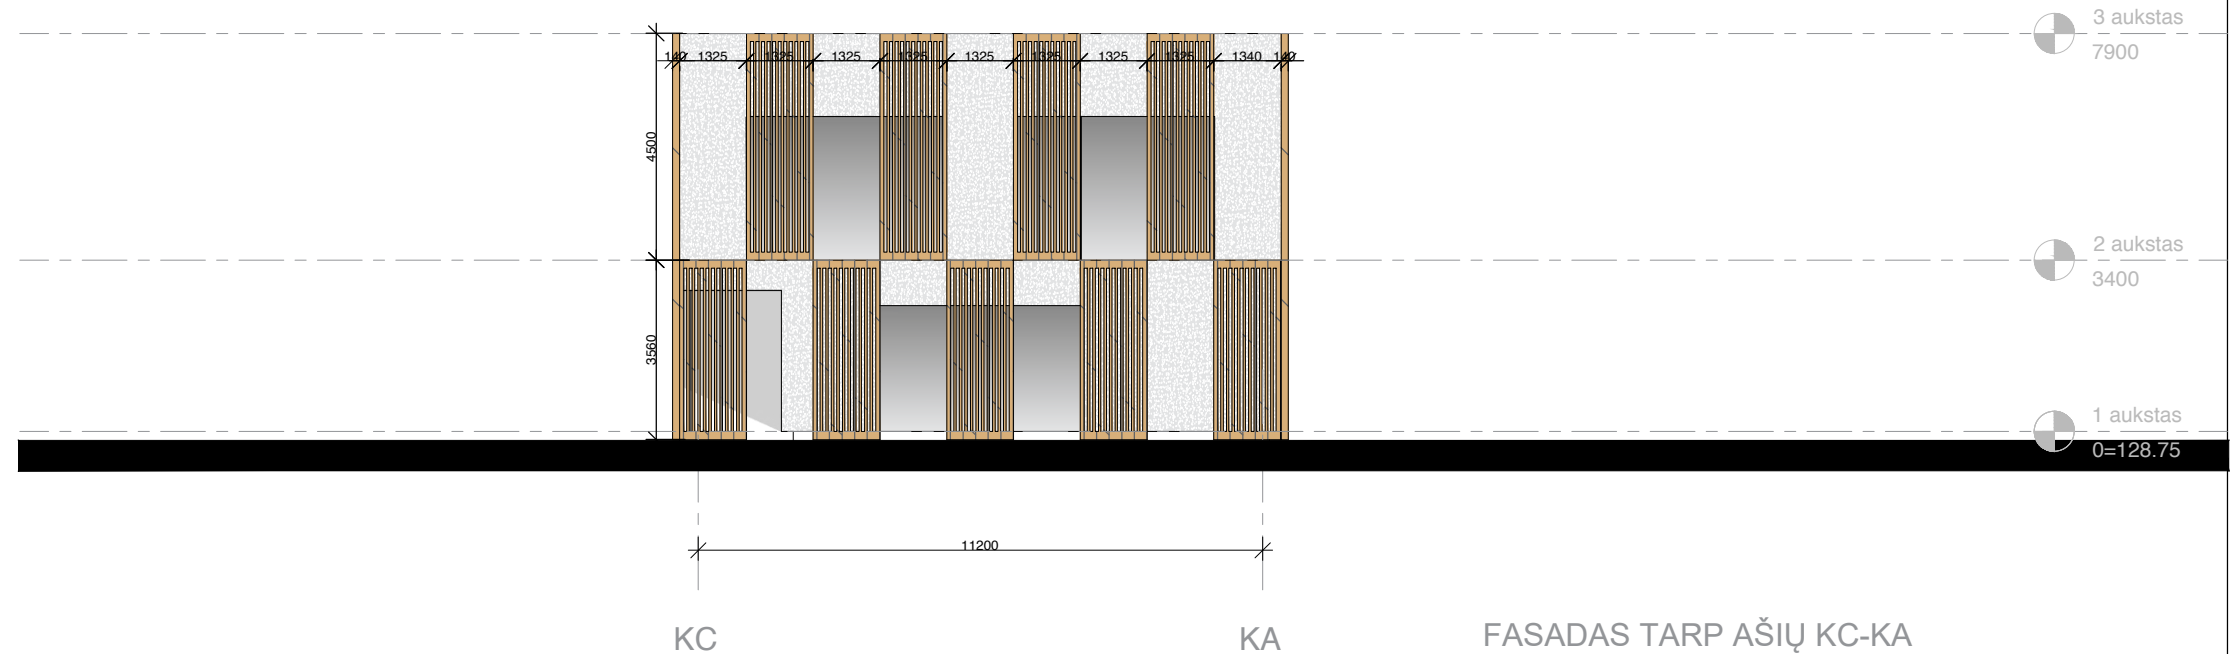 3 aukstas
7900
140 1325 1325 1325 1325 1325 1325 1325 1325 1340 140
4500
2 aukstas
3400
3560
1 aukstas
0=128.75
11200
KC
KA
FASADAS TARP AŠIŲ KC-KA